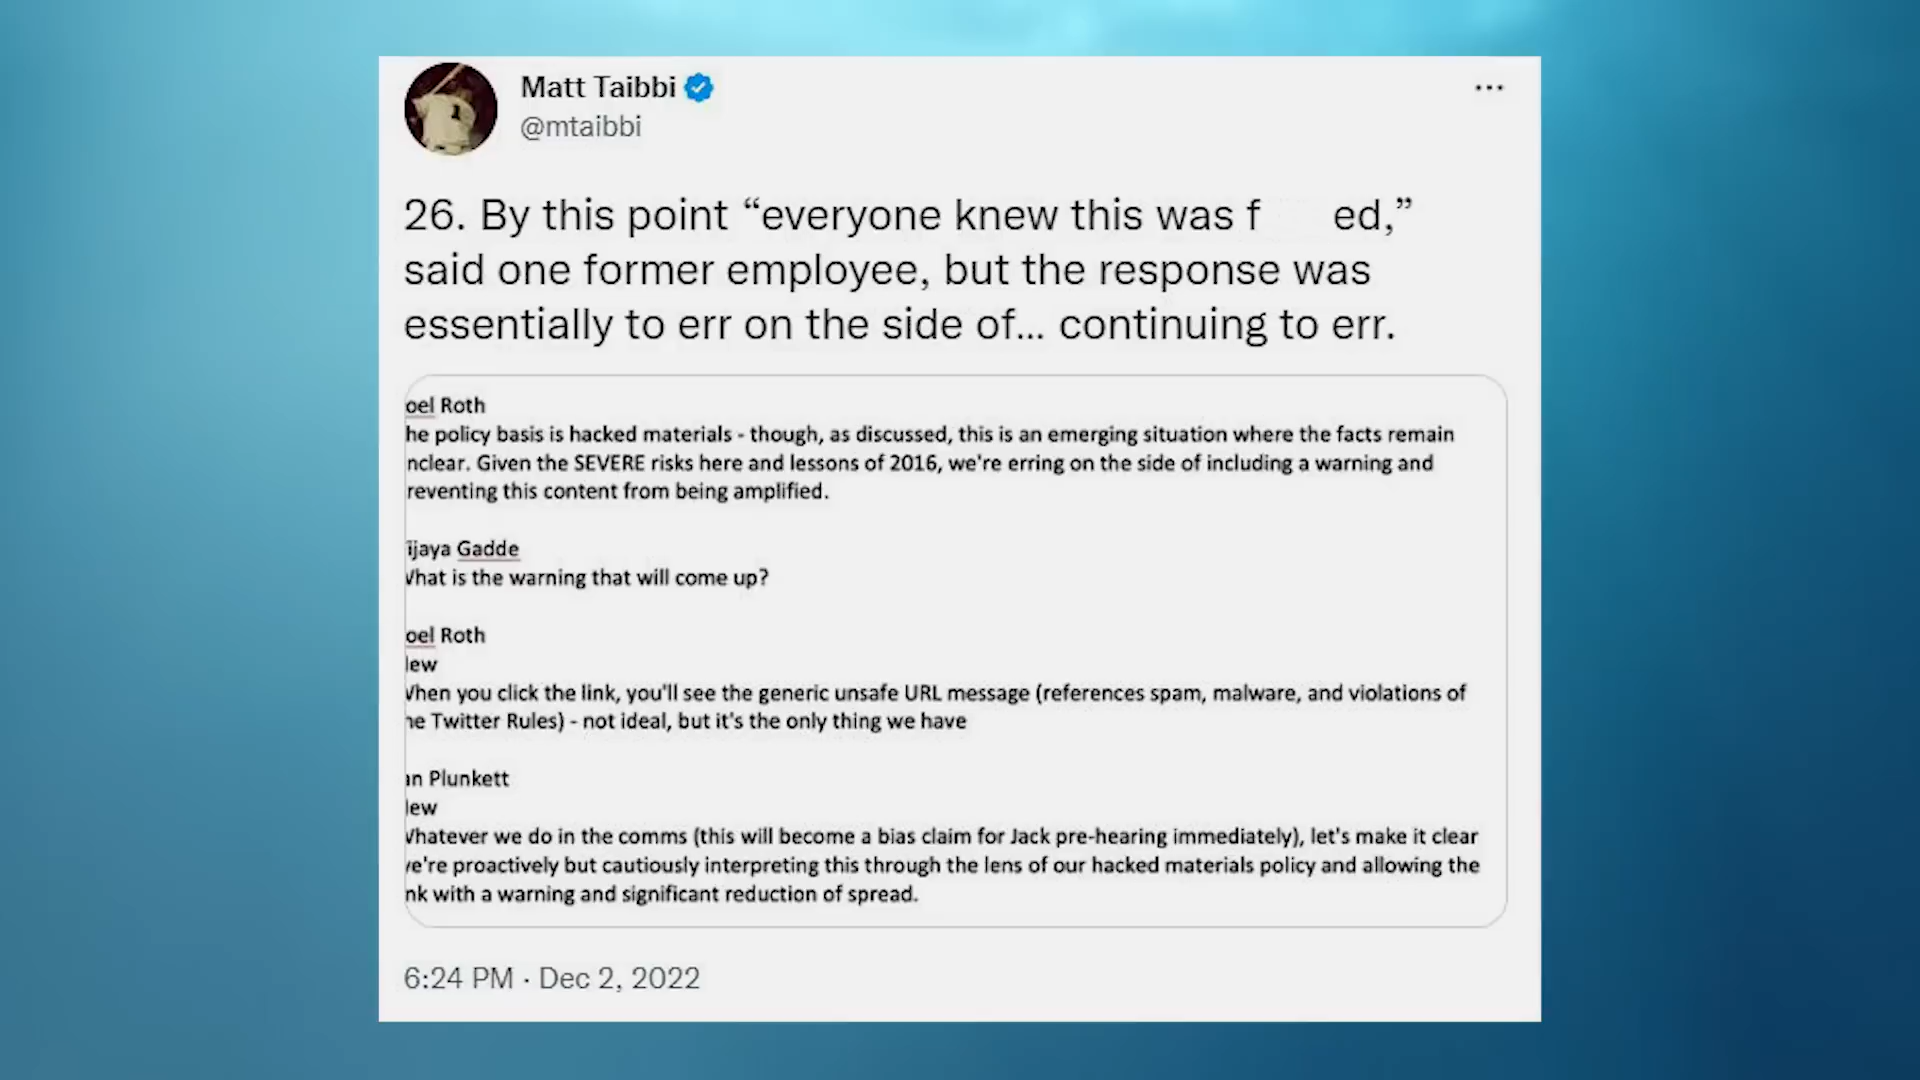 Matt Taibbi
@mtaibbi
26. By this point “everyone knew this was f ed,”
said one former employee, but the response was
essentially to err on the side of... continuing to err.
oel Roth
he policy basis is hacked materials - though, as discussed, this is an emerging situation where the facts remain
nclear. Given the SEVERE risks here and lessons of 2016, we're erring on the side of including a warning and
reventing this content from being amplified.
ijaya Gadde
What is the warning that will come up?
oel Roth
New
When you click the link, you'll see the generic unsafe URL message (references spam, malware, and violations of
he Twitter Rules) - not ideal, but it's the only thing we have
an Plunkett
New
Whatever we do in the comms (this will become a bias claim for Jack pre-hearing immediately), let's make it clear
we're proactively but cautiously interpreting this through the lens of our hacked materials policy and allowing the
nk with a warning and significant reduction of spread.
6:24 PM · Dec 2, 2022